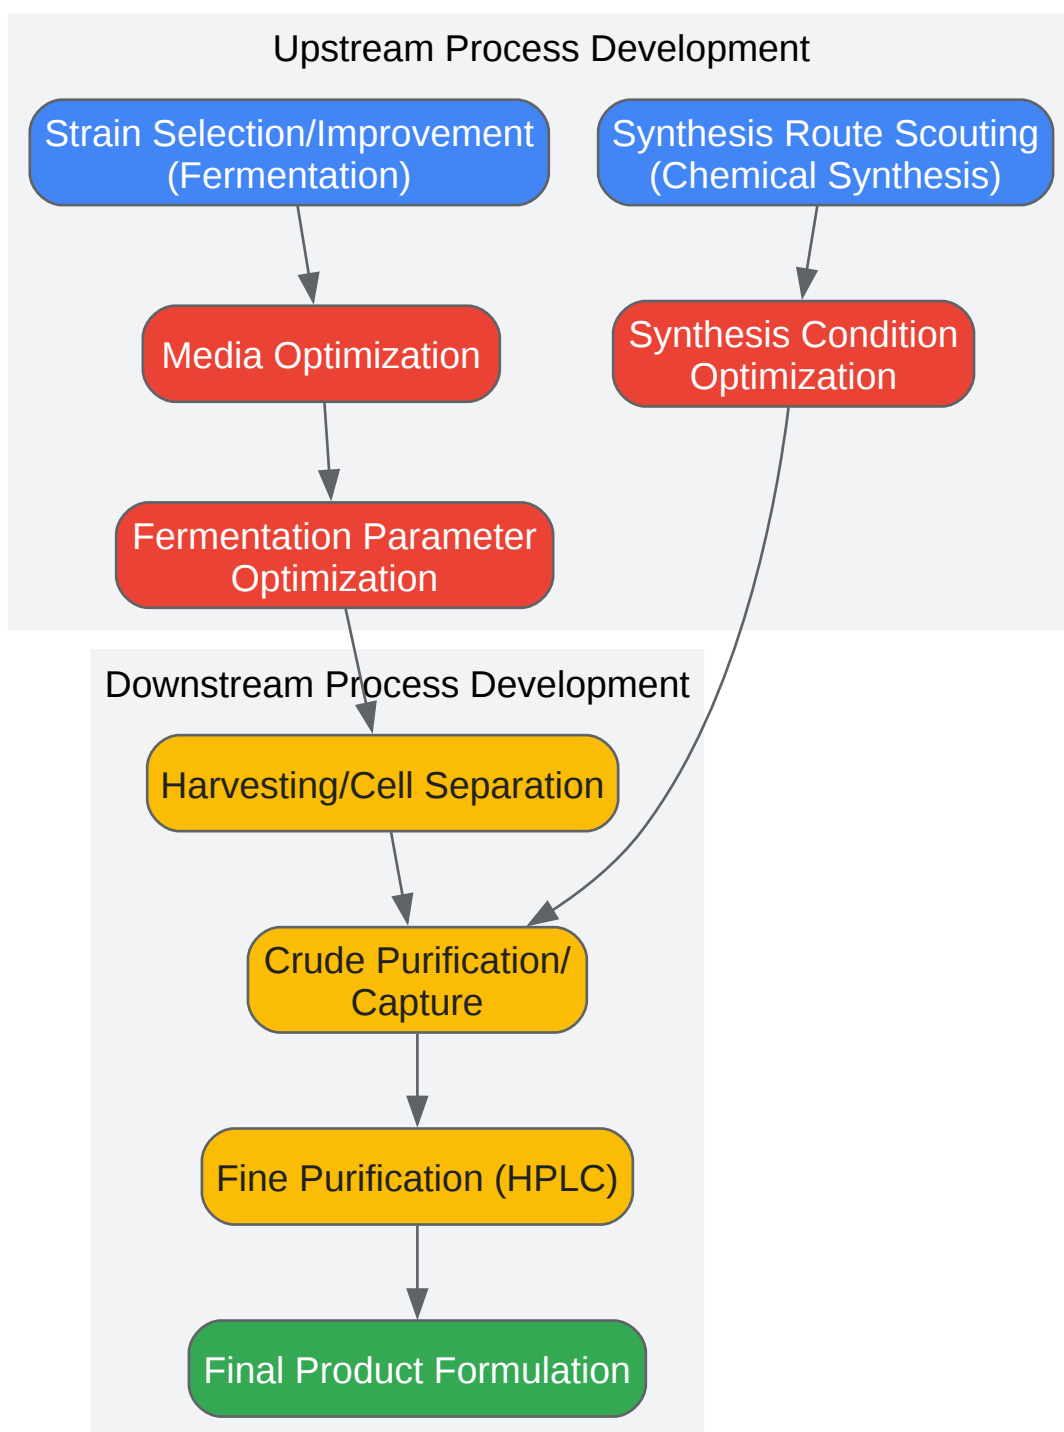 Upstream Process Development
Strain Selection/Improvement
(Fermentation)
Synthesis Route Scouting
(Chemical Synthesis)
Media Optimization
Synthesis Condition
Optimization
Fermentation Parameter
Optimization
Downstream Process Development
Harvesting/Cell Separation
Crude Purification/
Capture
Fine Purification (HPLC)
Final Product Formulation